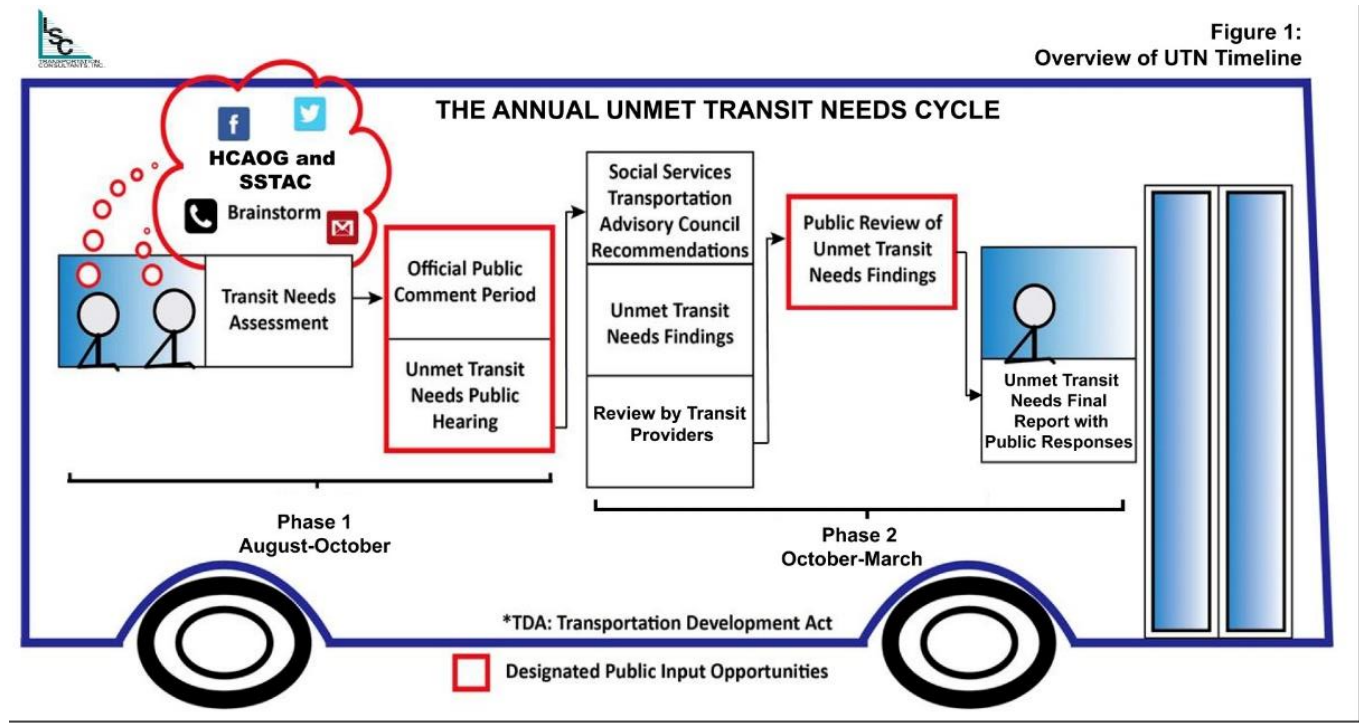 LSC
TRANSPORTATION
CONSULTANTS, INC.
Figure 1:
Overview of UTN Timeline
THE ANNUAL UNMET TRANSIT NEEDS CYCLE
f
HCAOG and
SSTAC
Brainstorm
Transit Needs
Assessment
Official Public
Comment Period
Unmet Transit
Needs Public
Hearing
Social Services
Transportation
Advisory Council
Recommendations
Unmet Transit
Needs Findings
Review by Transit
Providers
Public Review of
Unmet Transit
Needs Findings
Unmet Transit
Needs Final
Report with
Public Responses
Phase 1
August-October
Phase 2
October-March
*TDA: Transportation Development Act
Designated Public Input Opportunities